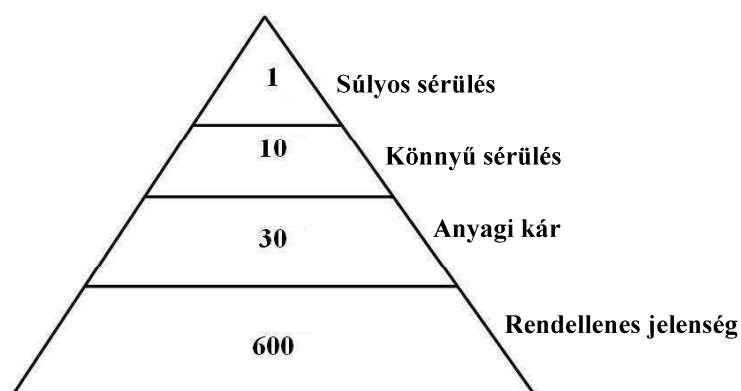 1
Súlyos sérülés
10
Könnyű sérülés
30
Anyagi kár
600
Rendellenes jelenség